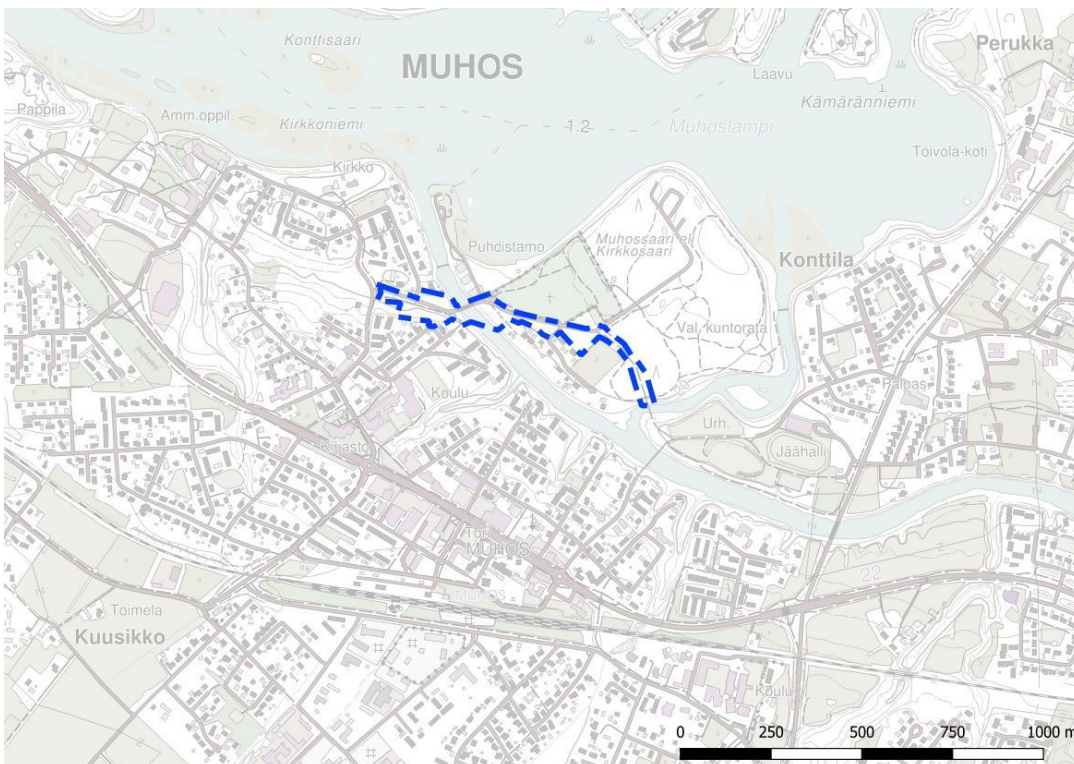 Konttisaari
MUHOS
Perukka
Laavu
Kämäränniemi
Pappila
Amm.oppil.
Kirkkoniemi
1.2
Muhoslampi
Toivola-koti
Kirkko
Puhdistamo
Muhossaari el
Kirkkosaari
Konttila
Val. kuntorata
Koulu
Paloas.
Urh.
Jäähalli
Kirjasto
Tori
MUHOS
22
MUHOS
Toimela
Kuusikko
Koulu
0 250 500 750 1000 m